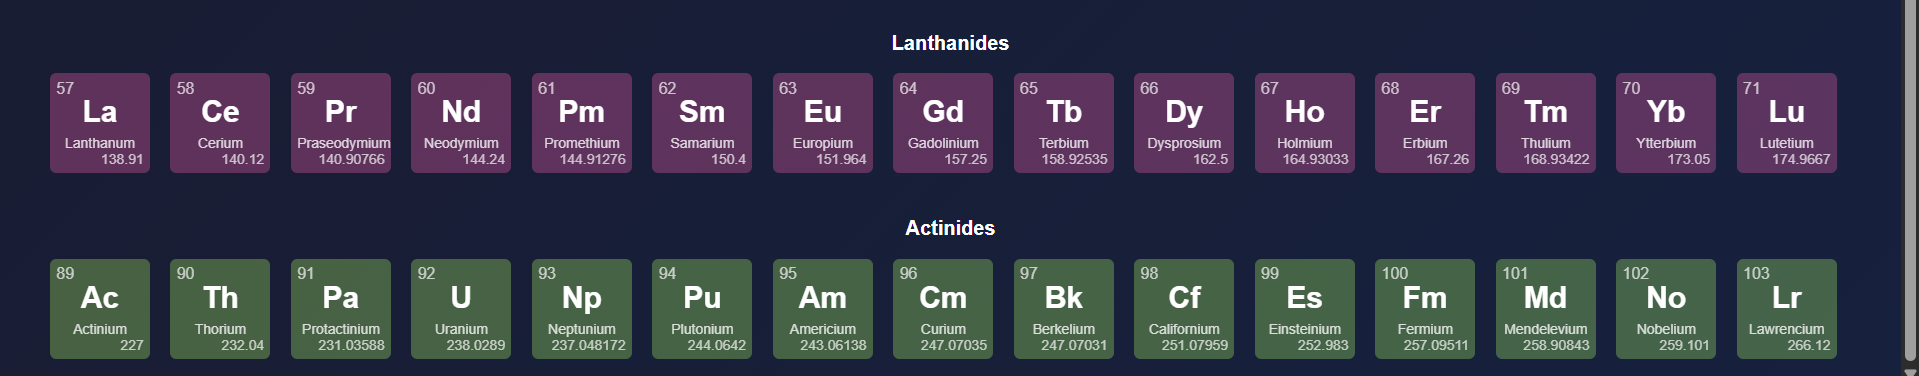 Lanthanides
57 58 59 60 61 62 63 64 65 66 67 68 69 70 71
La Ce Pr Nd Pm Sm Eu Gd Tb Dy Ho Er Tm Yb Lu
Lanthanum Cerium Praseodymium Neodymium Promethium Samarium Europium Gadolinium Terbium Dysprosium Holmium Erbium Thulium Ytterbium Lutetium
138.91 140.12 140.90766 144.24 144.91276 150.4 151.964 157.25 158.92535 162.5 164.93033 167.26 168.93422 173.05 174.9667
Actinides
89 90 91 92 93 94 95 96 97 98 99 100 101 102 103
Ac Th Pa U Np Pu Am Cm Bk Cf Es Fm Md No Lr
Actinium Thorium Protactinium Uranium Neptunium Plutonium Americium Curium Berkelium Californium Einsteinium Fermium Mendelevium Nobelium Lawrencium
227 232.04 231.03588 238.0289 237.048172 244.0642 243.06138 247.07035 247.07031 251.07959 252.983 257.09511 258.90843 259.101 266.12